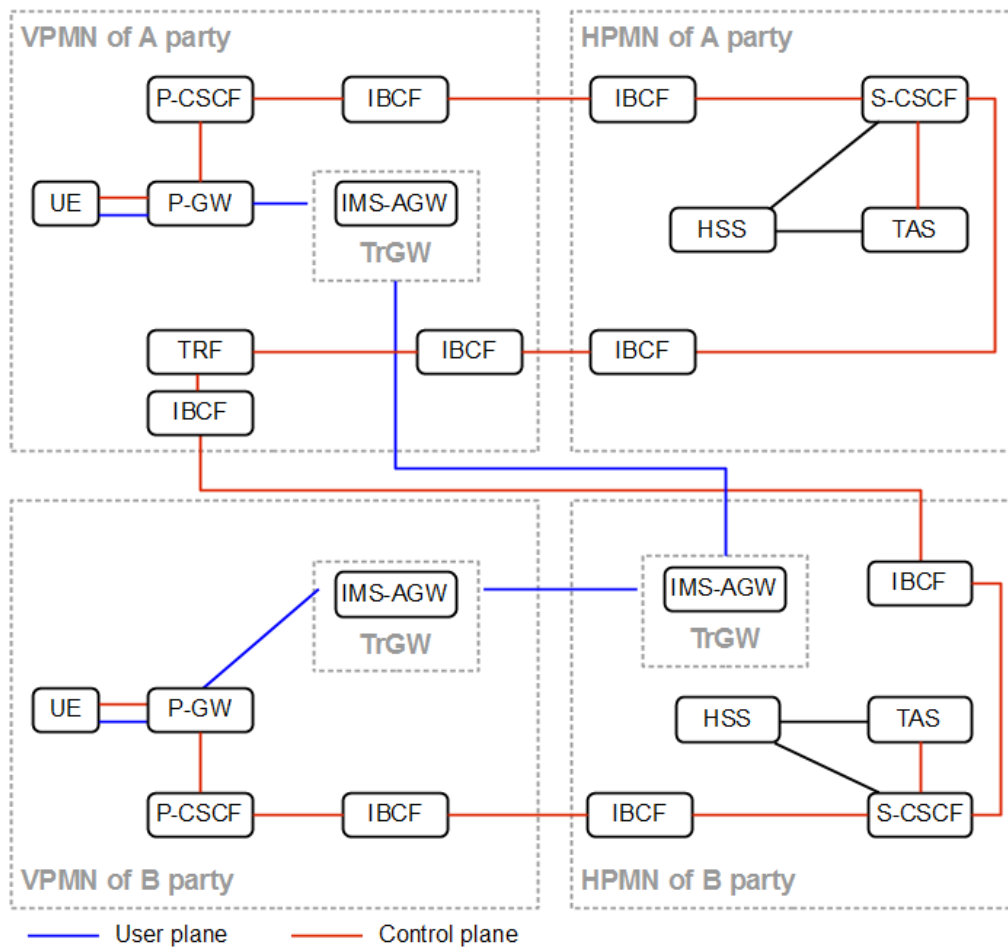 VPMN of A party
HPMN of A party
P-CSCF
IBCF
IBCF
S-CSCF
UE
P-GW
IMS-AGW
TrGW
HSS
TAS
TRF
IBCF
IBCF
IBCF
IMS-AGW
TrGW
IMS-AGW
TrGW
IBCF
UE
P-GW
HSS
TAS
P-CSCF
IBCF
IBCF
S-CSCF
VPMN of B party
HPMN of B party
User plane
Control plane